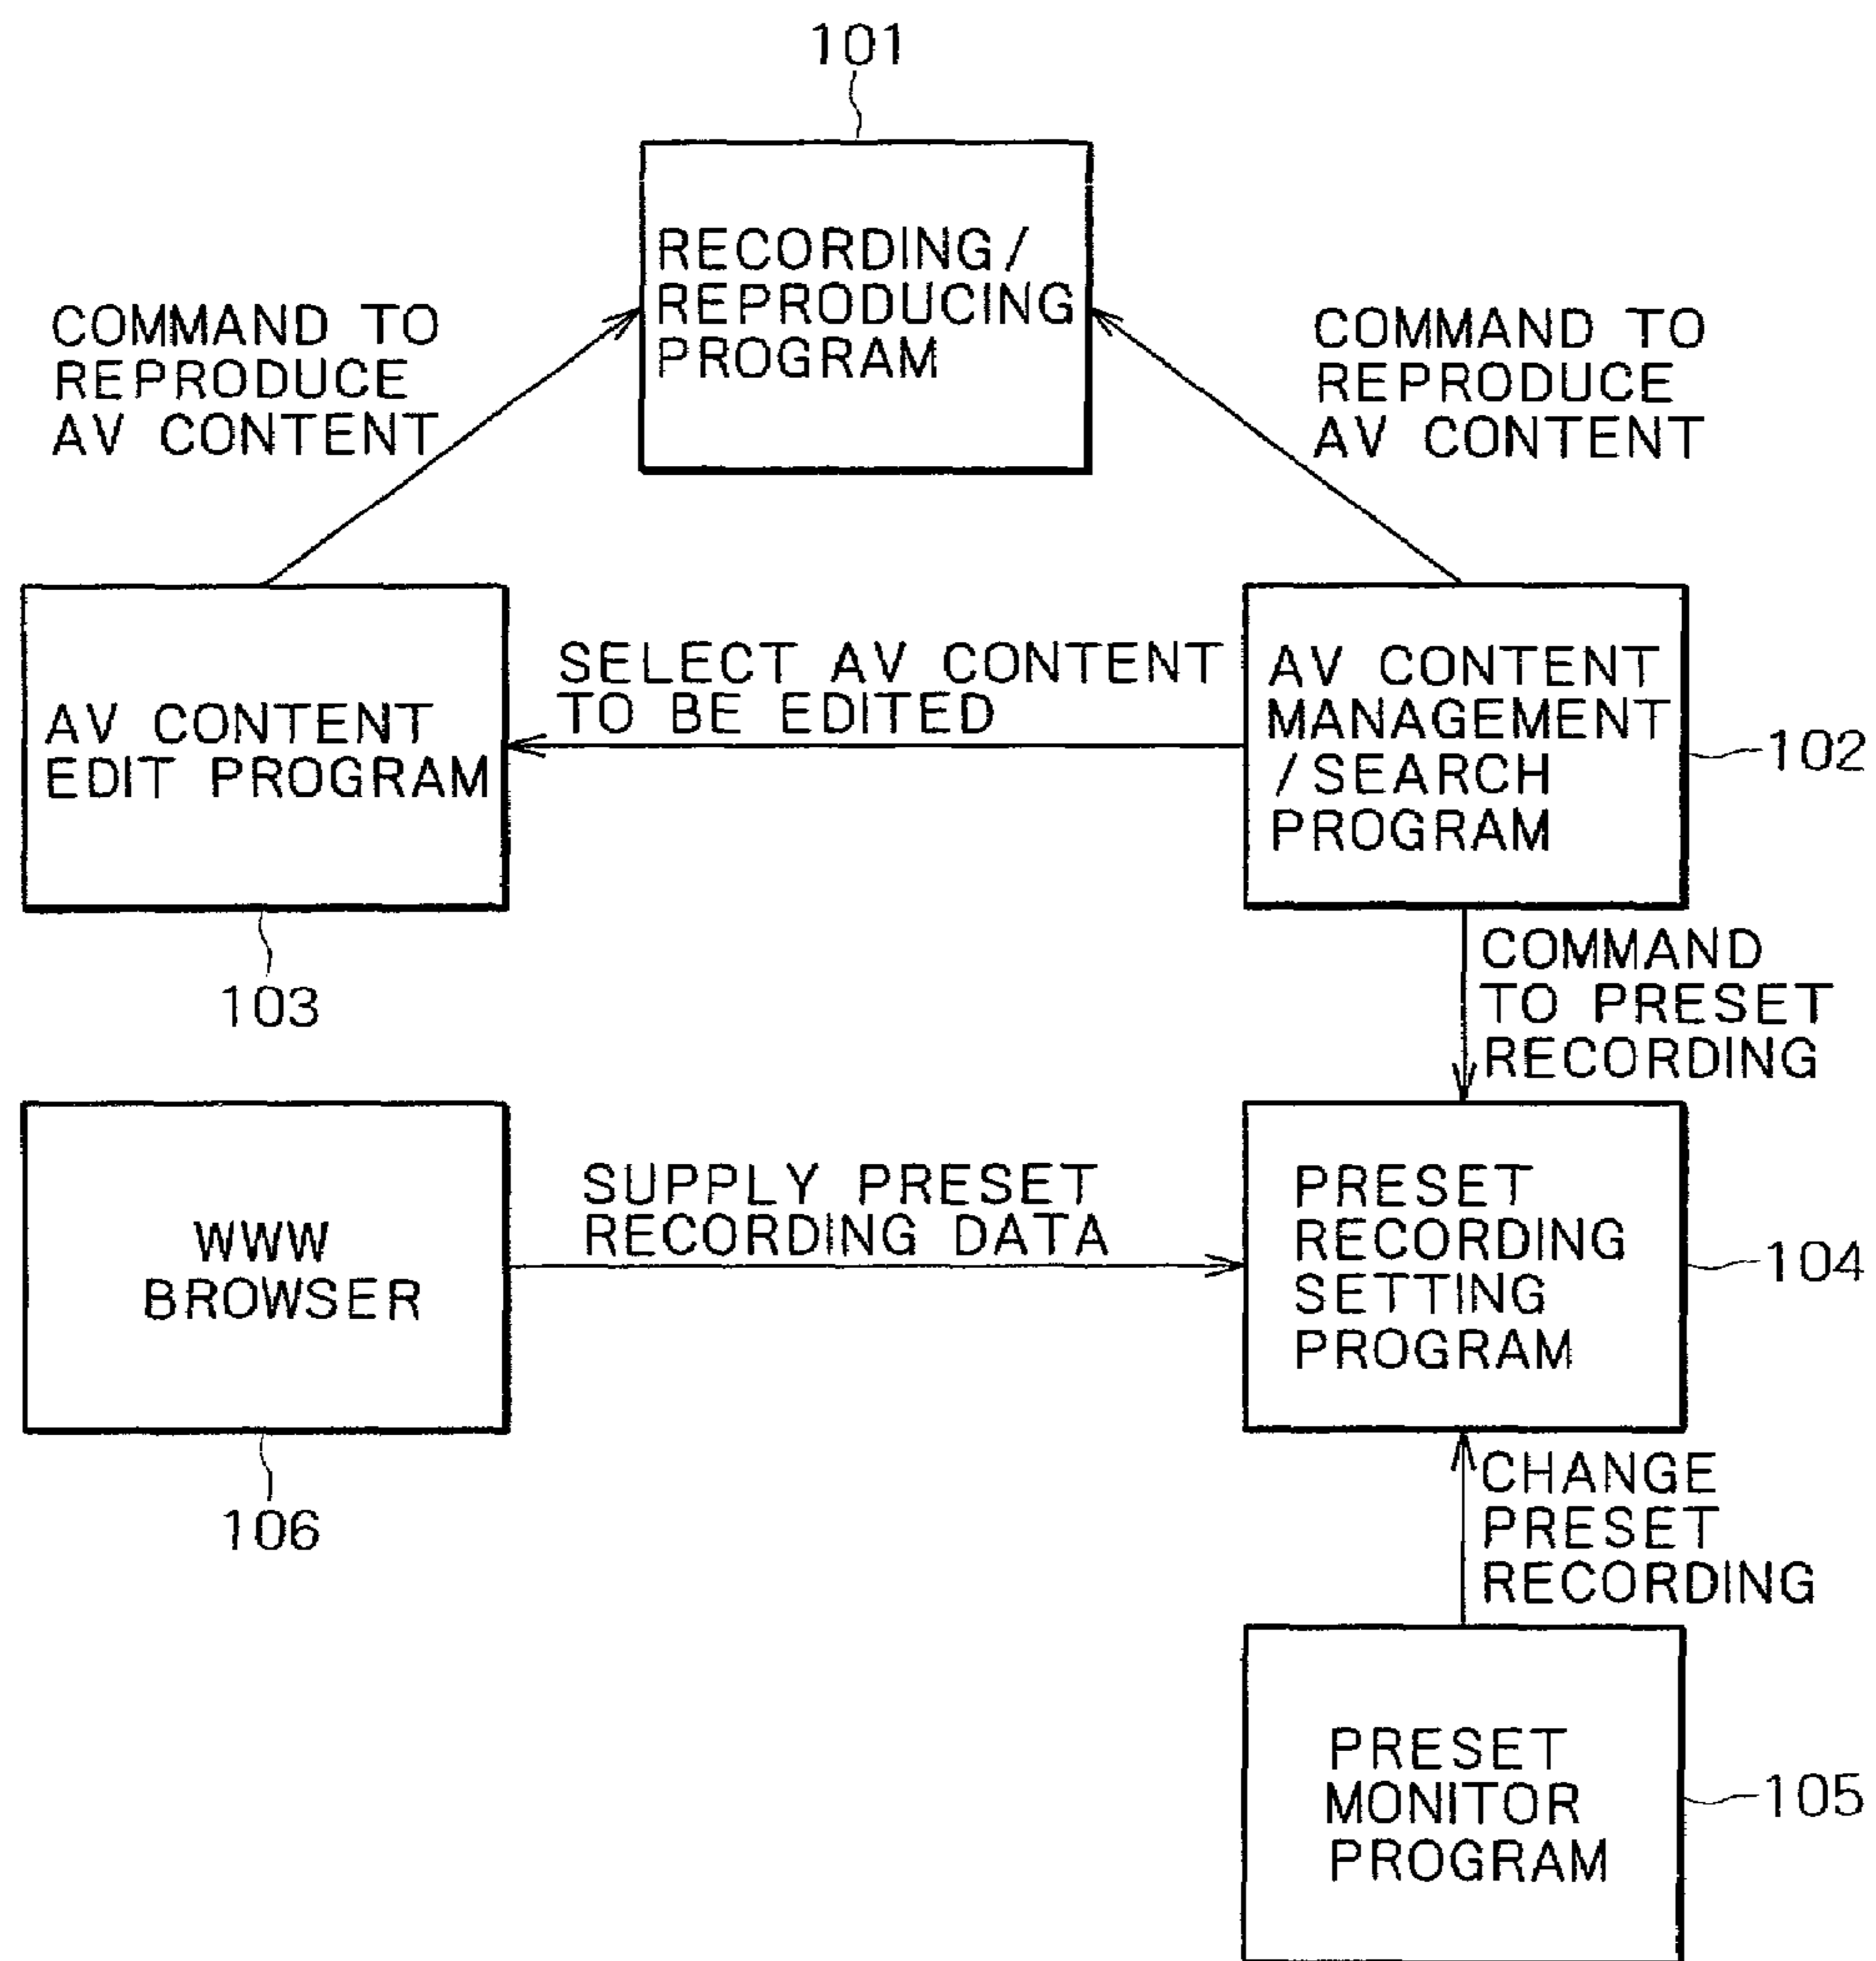 101
RECORDING/
REPRODUCING
PROGRAM
COMMAND TO
REPRODUCE
AV CONTENT
COMMAND TO
REPRODUCE
AV CONTENT
AV CONTENT
EDIT PROGRAM
103
SELECT AV CONTENT
TO BE EDITED
AV CONTENT
MANAGEMENT
/SEARCH
PROGRAM
102
COMMAND
TO PRESET
RECORDING
WWW
BROWSER
106
SUPPLY PRESET
RECORDING DATA
PRESET
RECORDING
SETTING
PROGRAM
104
CHANGE
PRESET
RECORDING
PRESET
MONITOR
PROGRAM
105